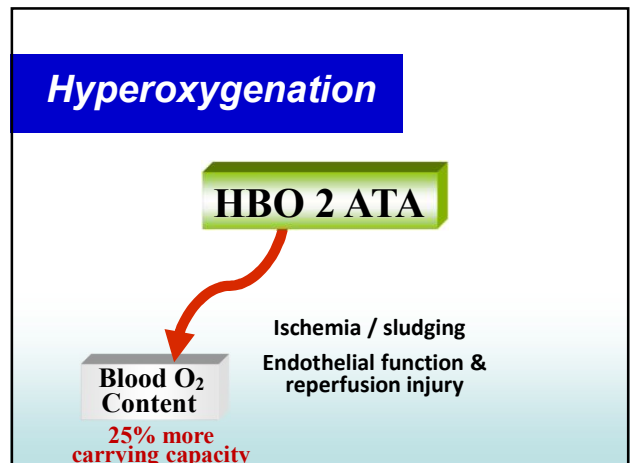 Hyperoxygenation
HBO 2 ATA
Ischemia / sludging
Endothelial function &
reperfusion injury
Blood O₂
Content
25% more
carrying capacity